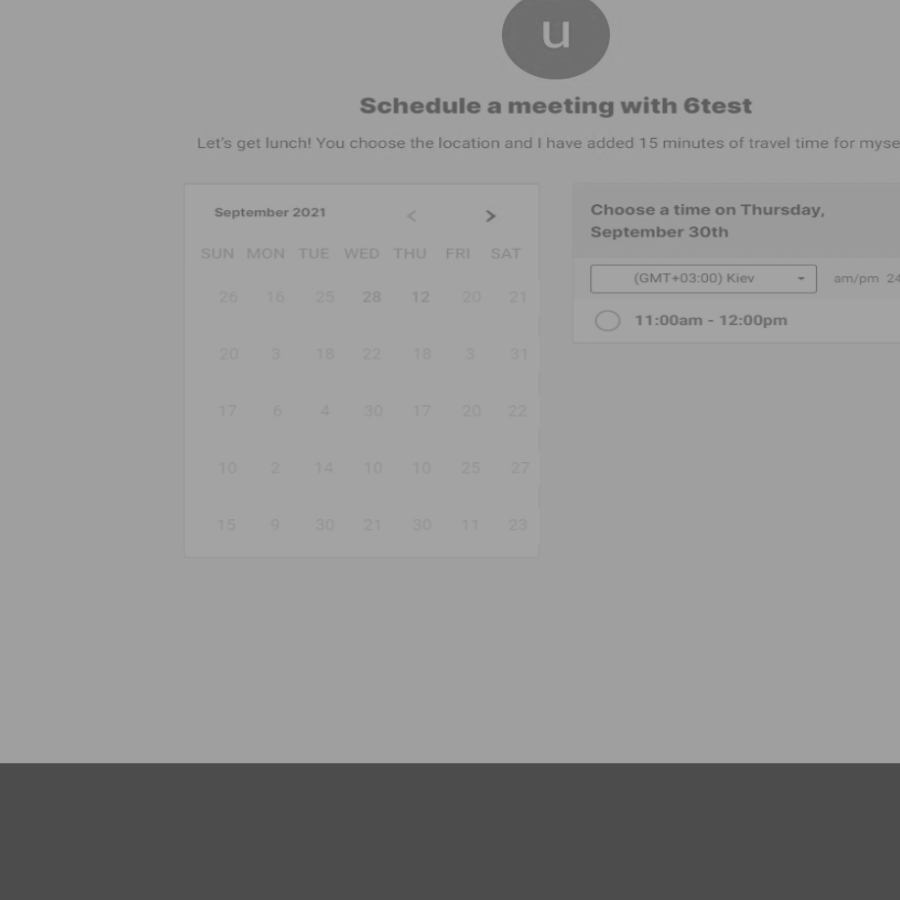 u
Schedule a meeting with 6test
Let's get lunch! You choose the location and I have added 15 minutes of travel time for myse
September 2021 < >
SUN MON TUE WED THU FRI SAT
26 16 25 28 12 20 21
20 3 18 22 18 3 31
17 6 4 30 17 20 22
10 2 14 10 10 25 27
15 9 30 21 30 11 23
Choose a time on Thursday,
September 30th
(GMT+03:00) Kiev am/pm 24
11:00am - 12:00pm